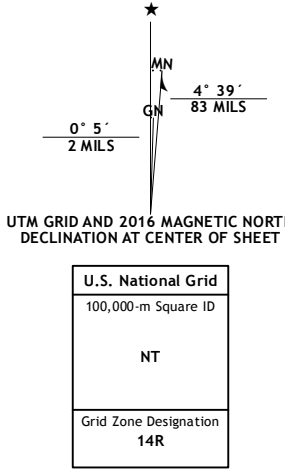 MN
GN
4° 39´
83 MILS
0° 5´
2 MILS
UTM GRID AND 2016 MAGNETIC NORT
DECLINATION AT CENTER OF SHEET
U.S. National Grid
100,000-m Square ID
NT
Grid Zone Designation
14R